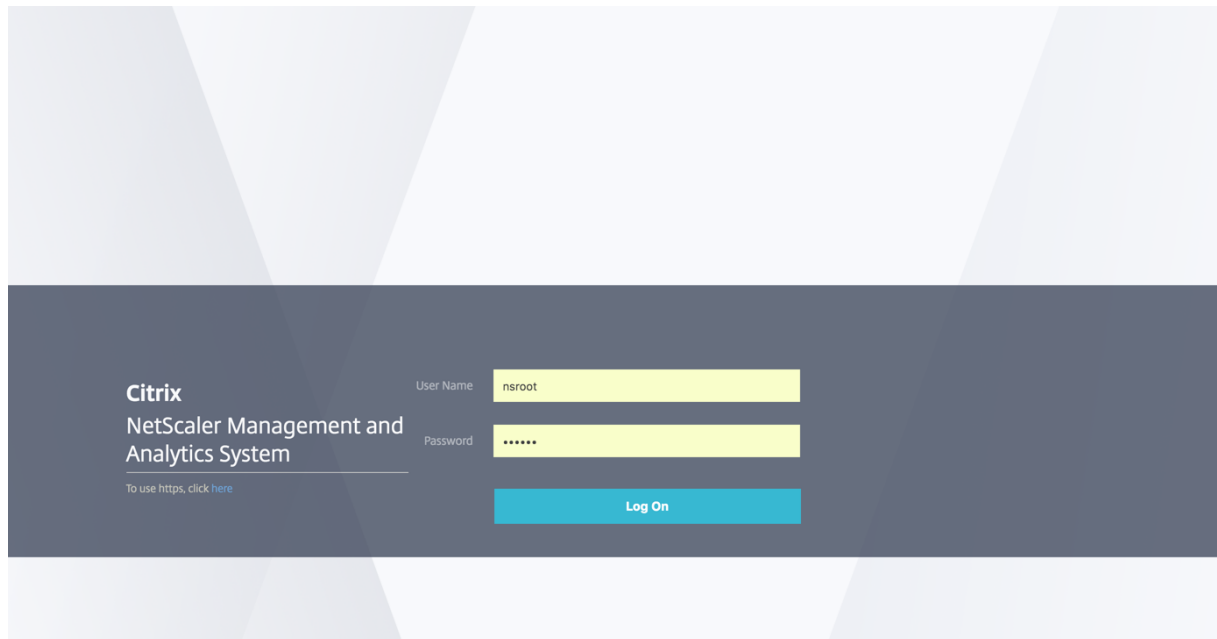 Citrix
NetScaler Management and
Analytics System
To use https, click here
User Name
nsroot
Password
••••••
Log On